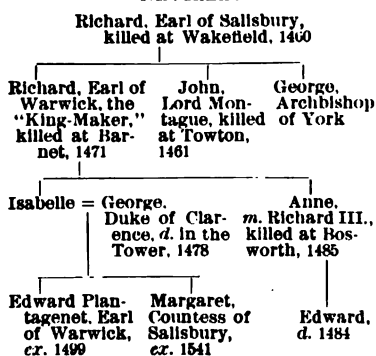 Richard, Earl of Salisbury,
killed at Wakefield, 1460
Richard, Earl of
Warwick, the
"King-Maker,"
killed at Bar-
net, 1471
John,
Lord Mon-
tague, killed
at Towton,
1461
George,
Archbishop
of York
Isabelle = George,
Duke of Clar-
ence, d. in the
Tower, 1478
Anne,
m. Richard III.,
killed at Bos-
worth, 1485
Edward Plan-
tagenet, Earl
of Warwick,
ex. 1499
Margaret,
Countess of
Salisbury,
ex. 1541
Edward,
d. 1484